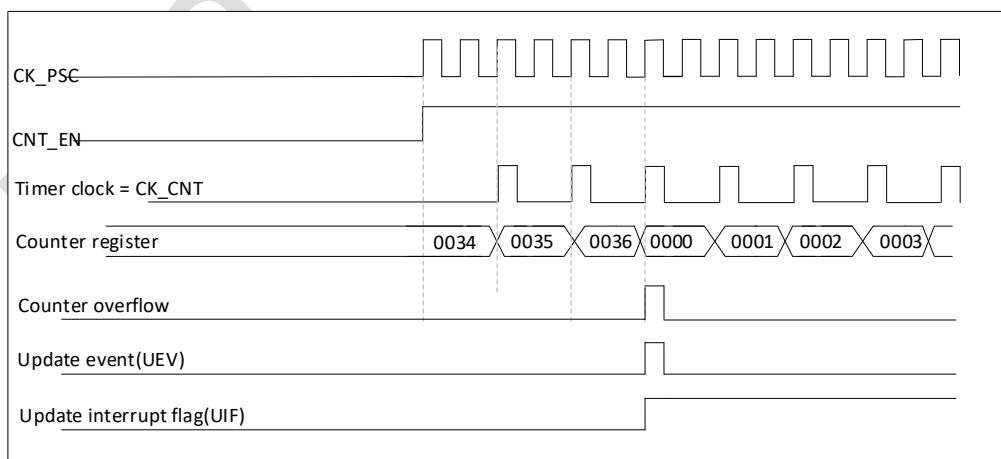 CK_PSC
CNT_EN
Timer clock = CK_CNT
Counter register 0034 0035 0036 0000 0001 0002 0003
Counter overflow
Update event(UEV)
Update interrupt flag(UIF)